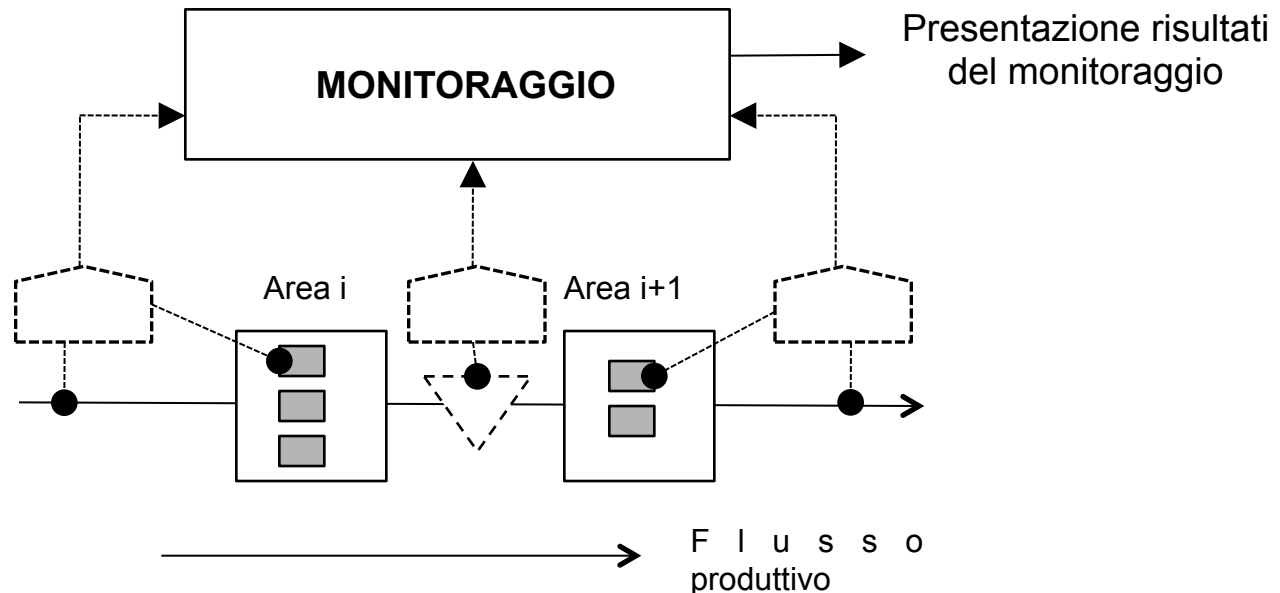 Presentazione risultati
del monitoraggio
MONITORAGGIO
Area i
Area i+1
F l u s s o
produttivo